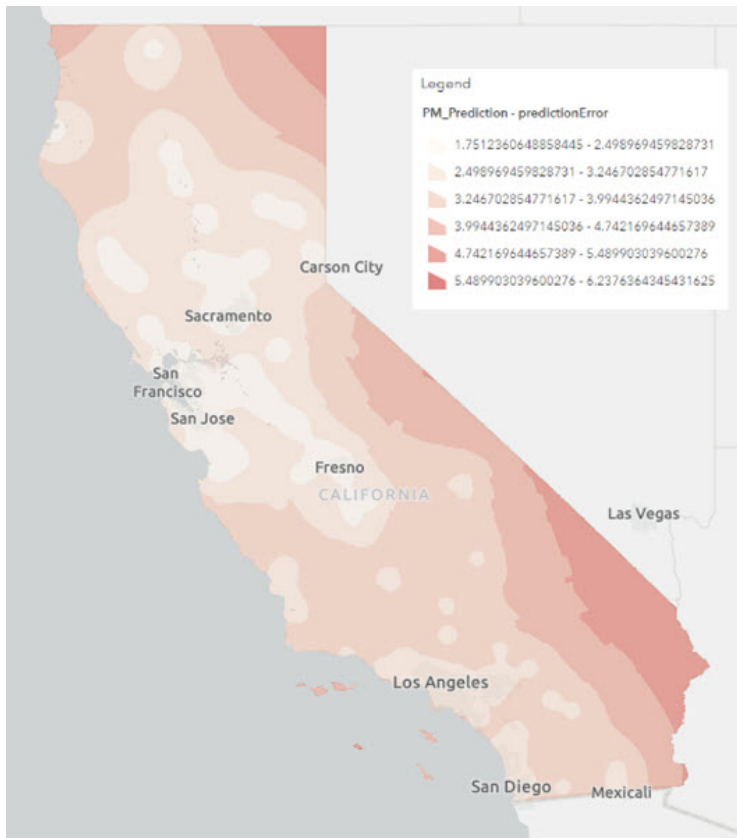 Legend
PM_Prediction - predictionError
1.7512360648858445 - 2.498969459828731
2.498969459828731 - 3.246702854771617
3.246702854771617 - 3.9944362497145036
3.9944362497145036 - 4.742169644657389
4.742169644657389 - 5.489903039600276
5.489903039600276 - 6.2376364345431625
Carson City
Sacramento
San
Francisco
San Jose
Fresno
CALIFORNIA
Las Vegas
Los Angeles
San Diego
Mexicali